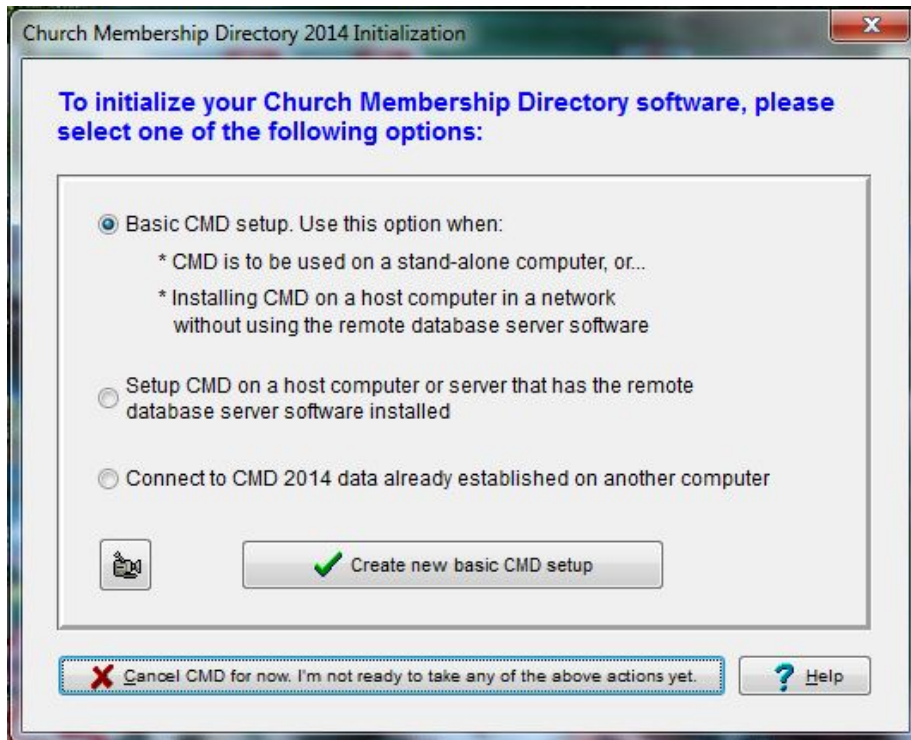 Church Membership Directory 2014 Initialization
To initialize your Church Membership Directory software, please
select one of the following options:
Basic CMD setup. Use this option when:
* CMD is to be used on a stand-alone computer, or...
* Installing CMD on a host computer in a network
without using the remote database server software
Setup CMD on a host computer or server that has the remote
database server software installed
Connect to CMD 2014 data already established on another computer
Create new basic CMD setup
Cancel CMD for now. I'm not ready to take any of the above actions yet.
Help